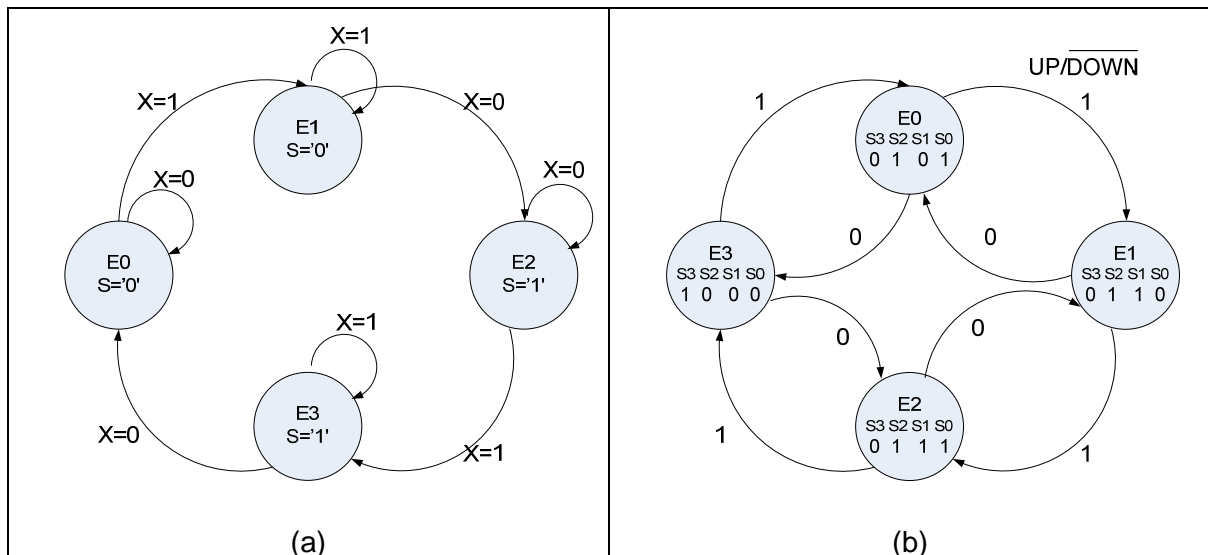 X=1
X=1
X=0
E1
S='0'
X=0
X=0
E0
S='0'
E2
S='1'
X=1
E3
S='1'
X=0
X=1
(a)
UP/DOWN
1
1
E0
S3 S2 S1 S0
0 1 0 1
0
0
E3
S3 S2 S1 S0
1 0 0 0
E1
S3 S2 S1 S0
0 1 1 0
0
0
E2
S3 S2 S1 S0
0 1 1 1
1
1
(b)